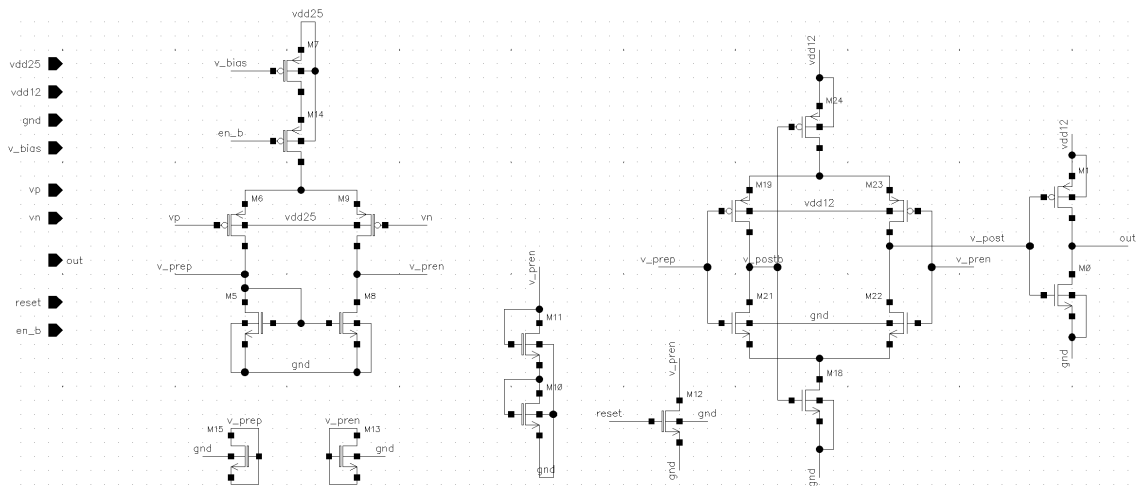 vdd25
vdd12
gnd
v_bias
vp
vn
out
reset
en_b
vdd25
M7
v_bias
M14
en_b
M6
M9
vp
vdd25
vn
v_prep
v_pren
M5
M8
gnd
v_prep
M15
gnd
v_pren
M13
gnd
v_pren
M11
M10
gnd
v_pren
M12
reset
gnd
gnd
vdd12
M24
M19
M23
vdd12
v_prep
v_postb
v_post
v_pren
M21
M22
gnd
M18
gnd
vdd12
M1
out
M0
gnd